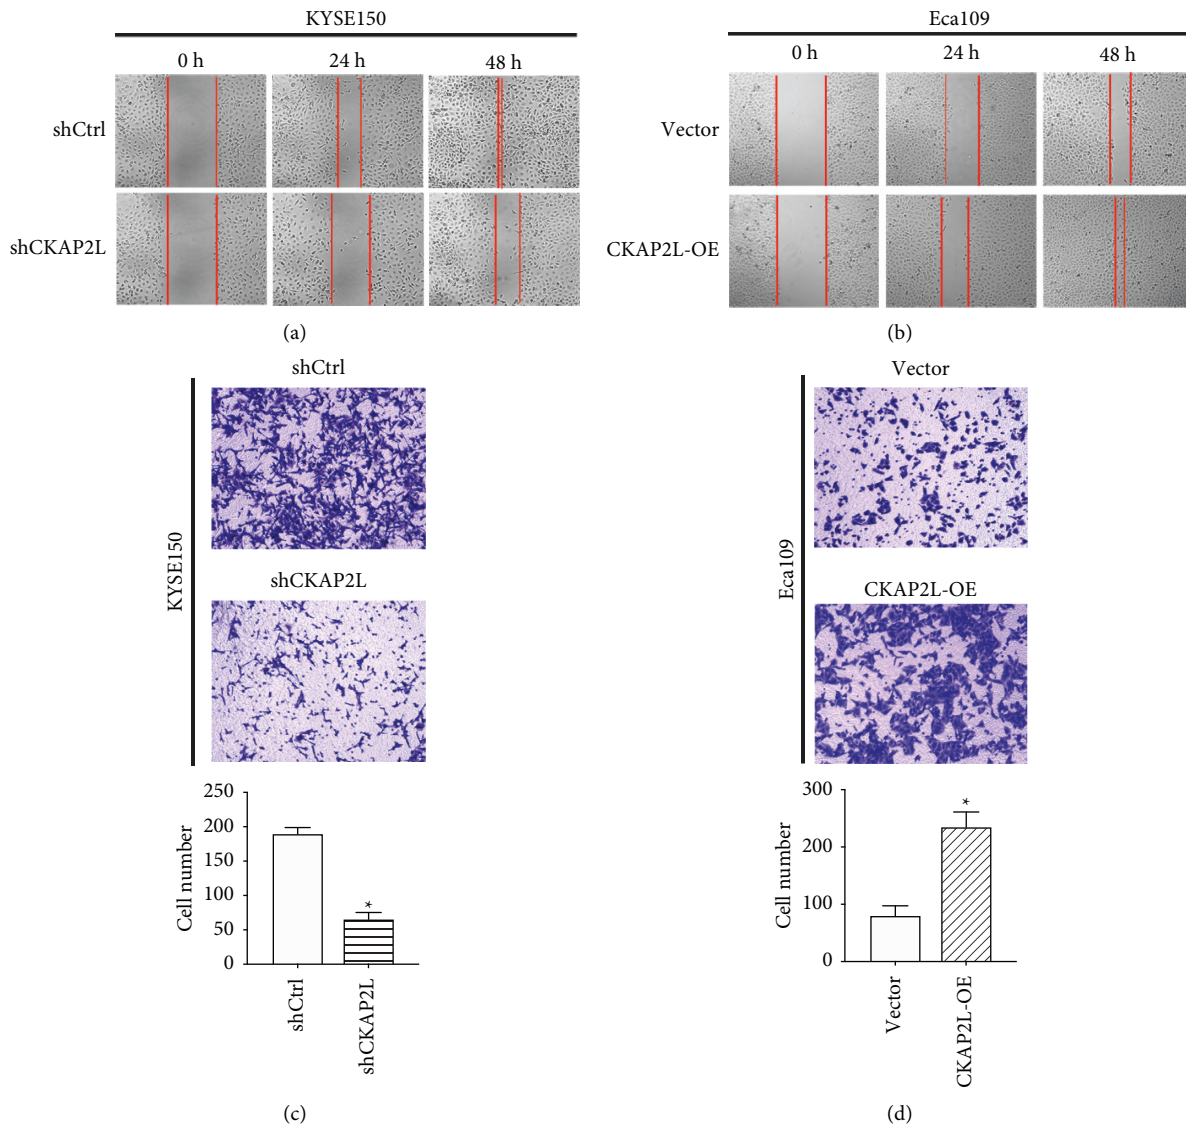 KYSE150
0 h
24 h
48 h
shCtrl
shCKAP2L
(a)
Eca109
0 h
24 h
48 h
Vector
CKAP2L-OE
(b)
KYSE150
shCtrl
shCKAP2L
Cell number
250
200
150
100
50
0
*
shCtrl
shCKAP2L
(c)
Eca109
Vector
CKAP2L-OE
Cell number
300
200
100
0
*
Vector
CKAP2L-OE
(d)